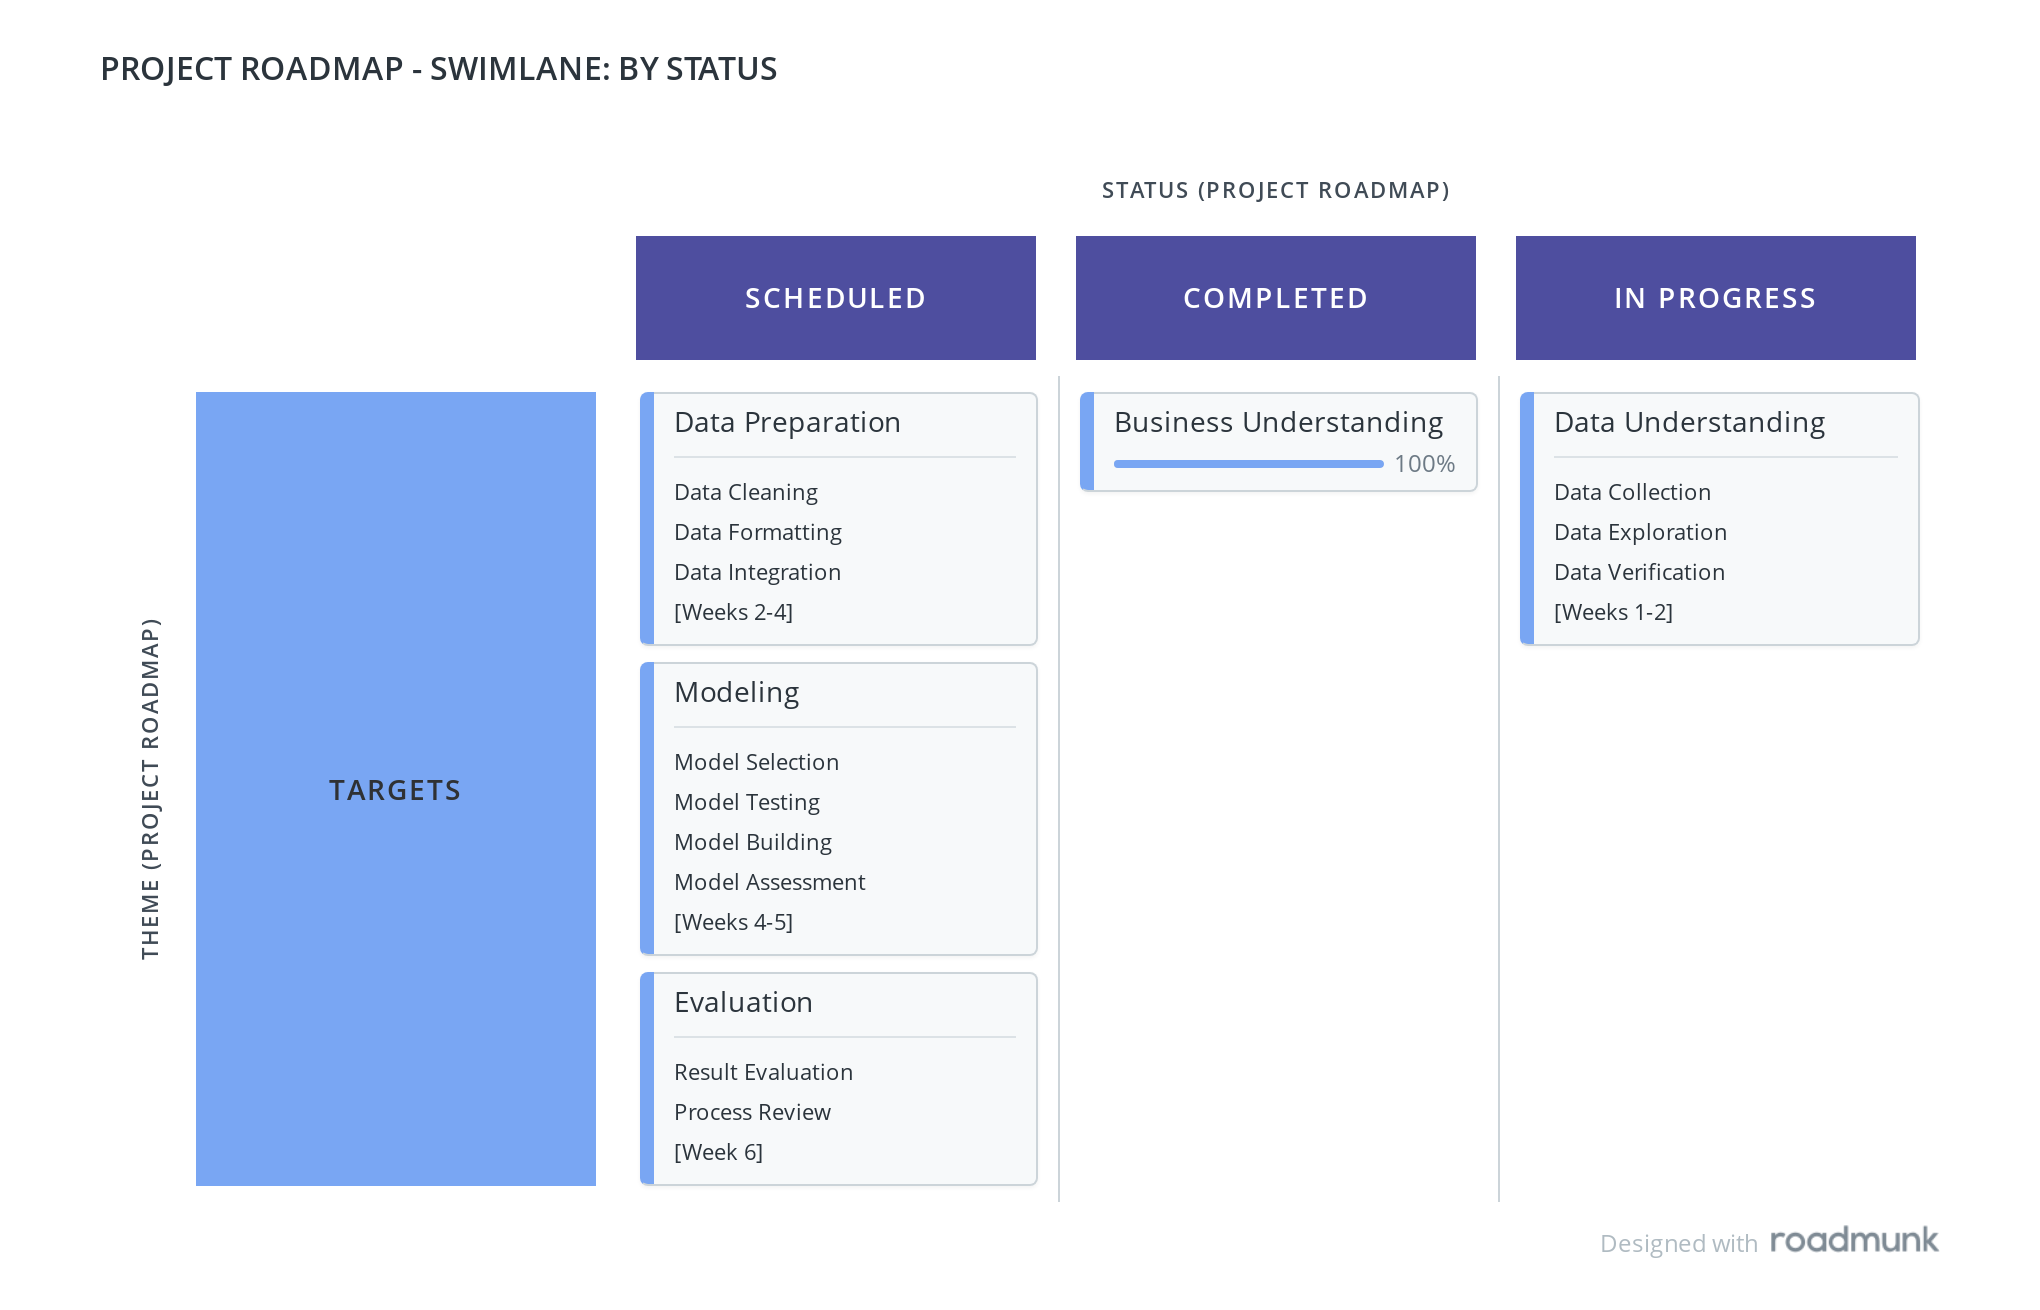 PROJECT ROADMAP - SWIMLANE: BY STATUS
STATUS (PROJECT ROADMAP)
SCHEDULED
COMPLETED
IN PROGRESS
THEME (PROJECT ROADMAP)
TARGETS
Data Preparation
Data Cleaning
Data Formatting
Data Integration
[Weeks 2-4]
Modeling
Model Selection
Model Testing
Model Building
Model Assessment
[Weeks 4-5]
Evaluation
Result Evaluation
Process Review
[Week 6]
Business Understanding
100%
Data Understanding
Data Collection
Data Exploration
Data Verification
[Weeks 1-2]
Designed with roadmunk